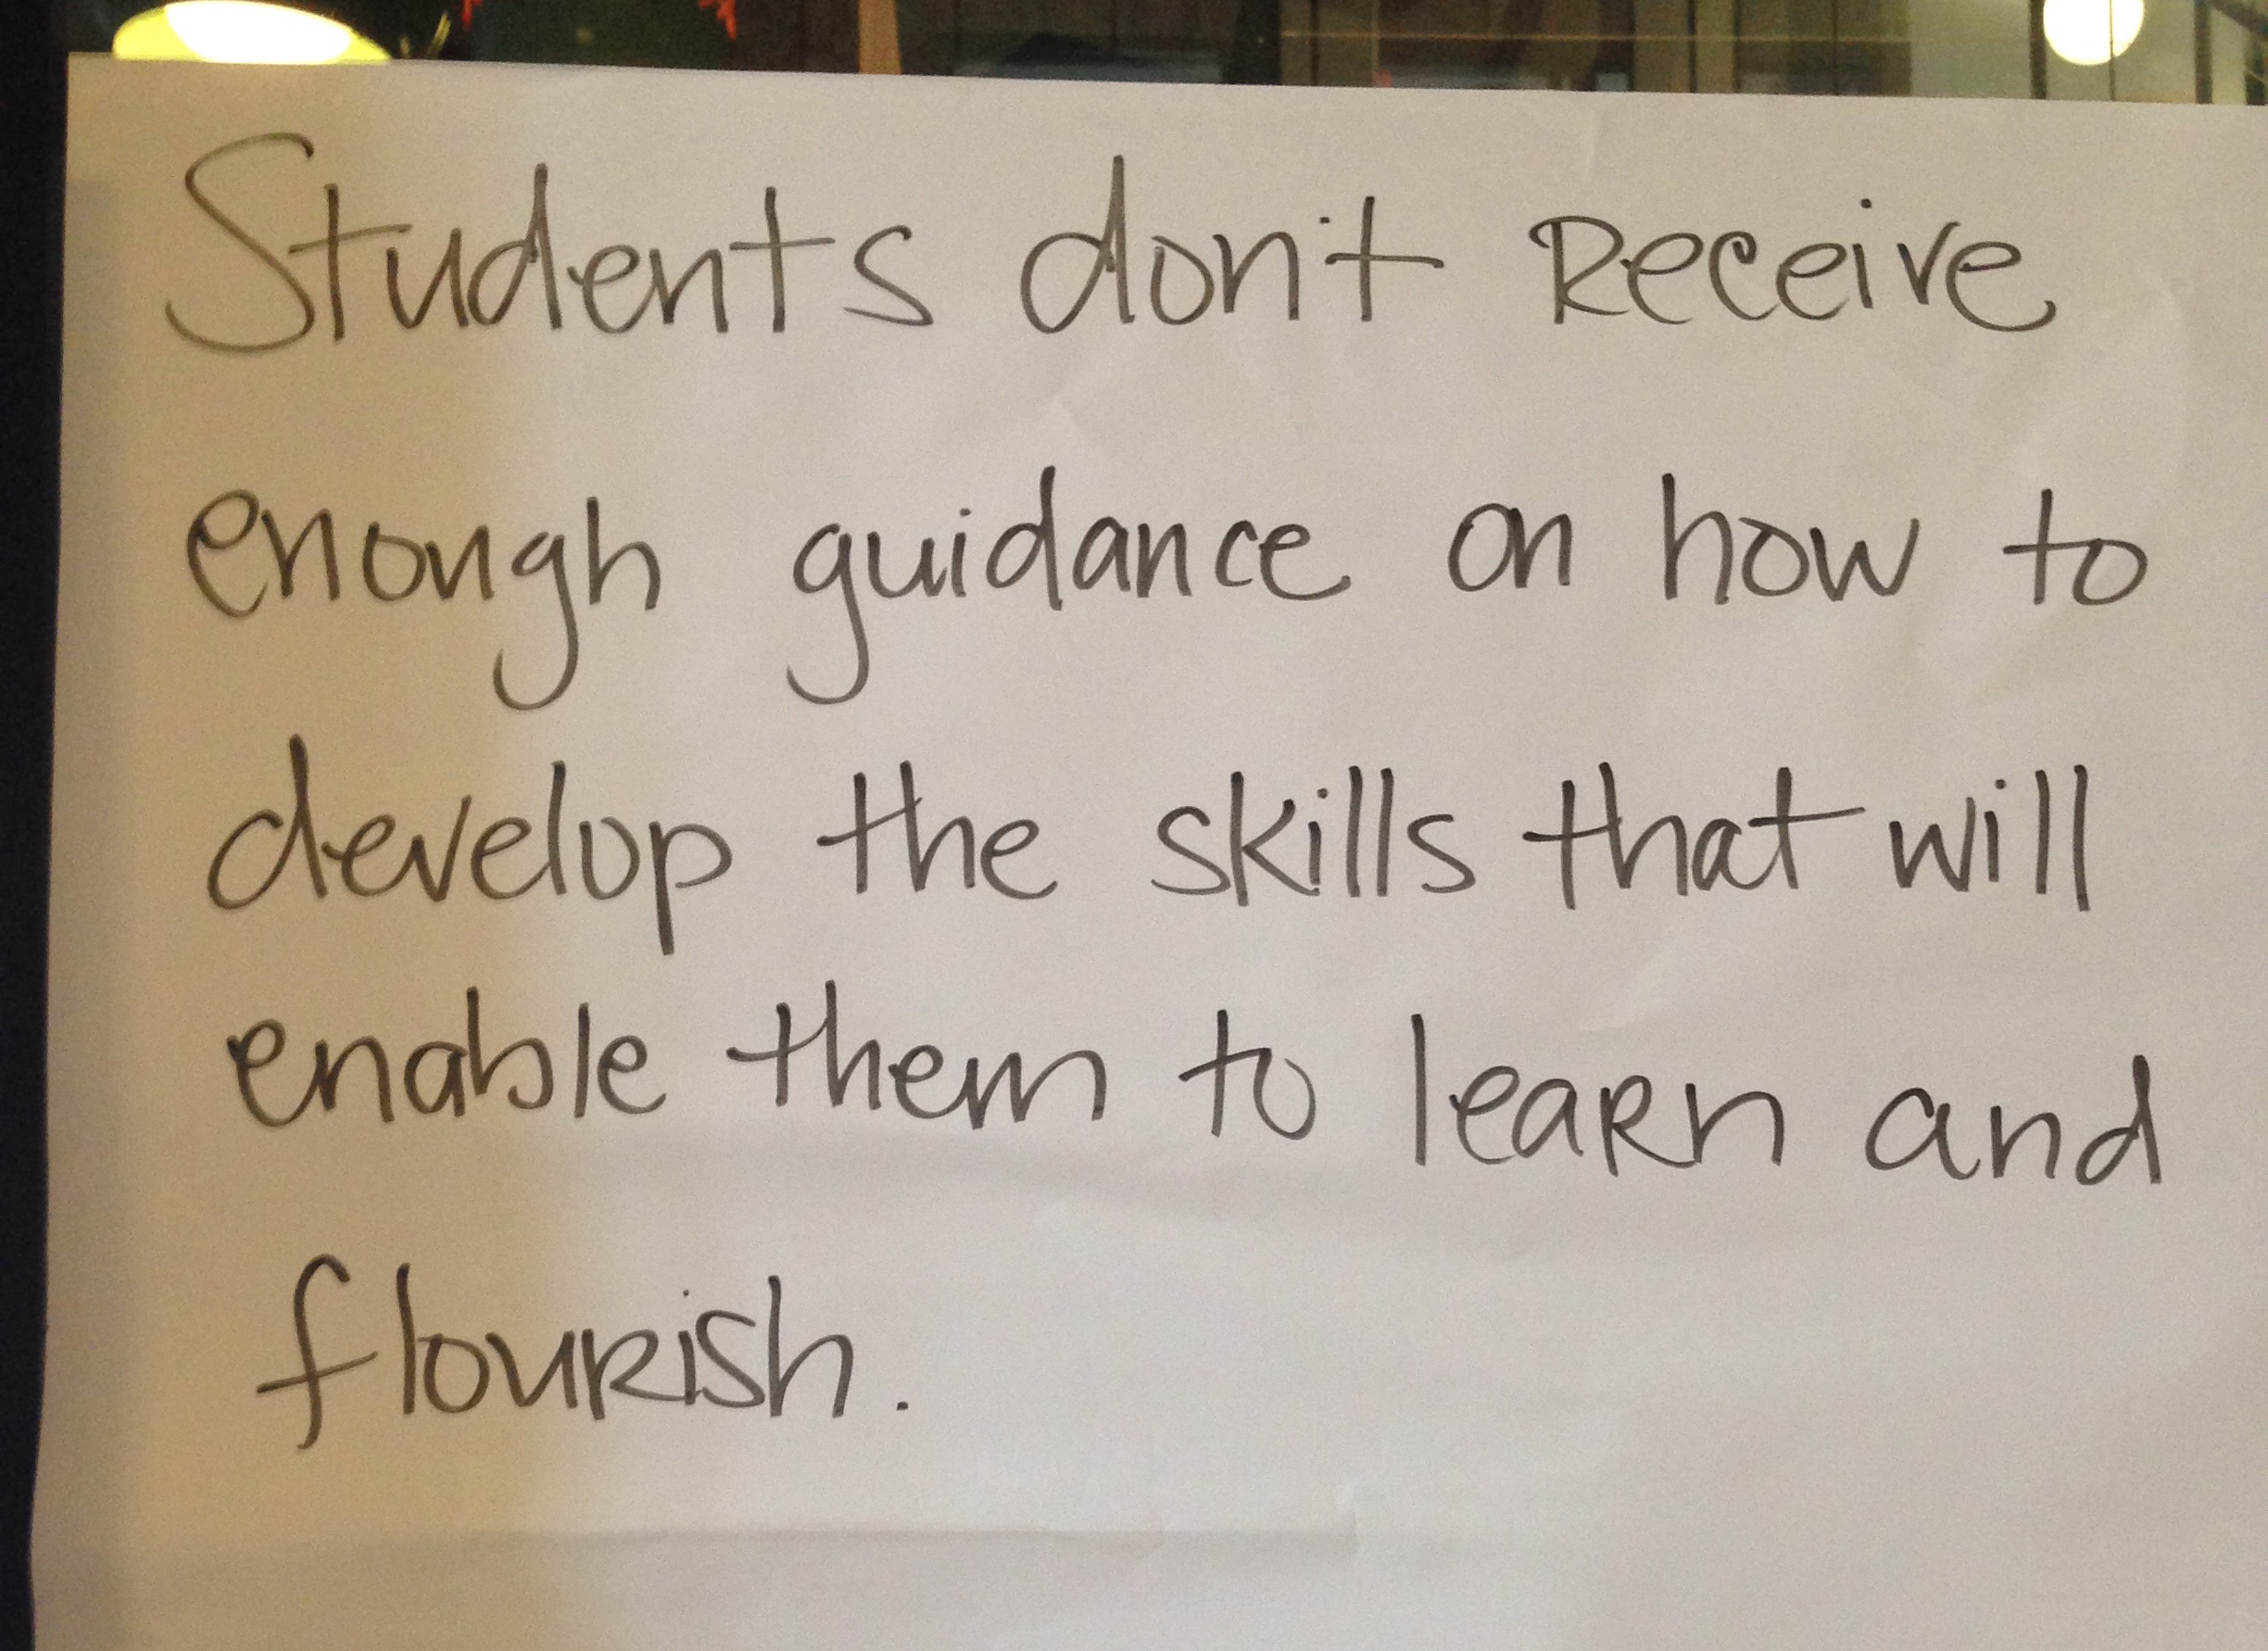 Students don't Receive
enough guidance on how to
develop the skills that will
enable them to leaRn and
flouRish.